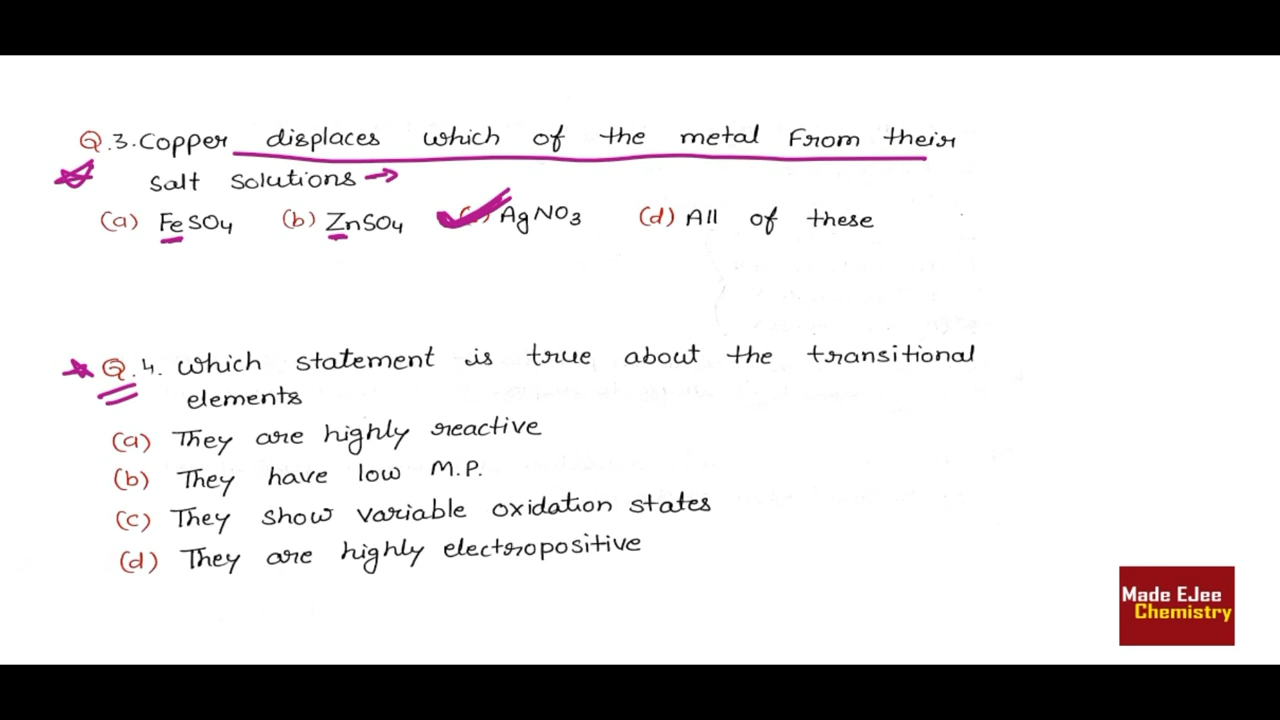 Q.3. Copper displaces which of the metal From their
salt solutions →
(a) FeSO4 (b) ZnSO4 (c) AgNO3 (d) All of these
Q.4. which statement is true about the transitional
elements
(a) They are highly reactive
(b) They have low M.P.
(c) They show variable oxidation states
(d) They are highly electropositive
Made EJee
Chemistry